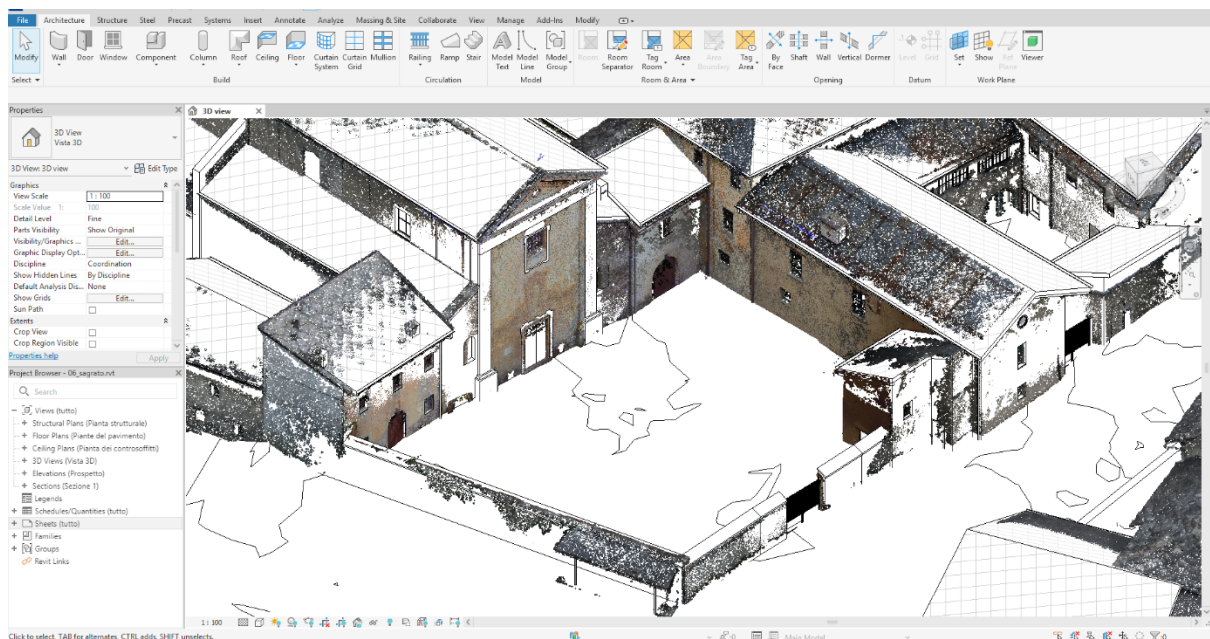 File Architecture Structure Steel Precast Systems Insert Annotate Analyze Massing & Site Collaborate View Manage Add-Ins Modify
Modify Wall Door Window Component Column Roof Ceiling Floor Curtain System Curtain Grid Mullion Railing Ramp Stair Model Text Model Line Model Group Room Room Separator Tag Room Area Area Boundary Tag Area By Face Shaft Wall Vertical Dormer Level Grid Set Show Ref Plane Viewer
Select Build Circulation Model Room & Area Opening Datum Work Plane
Properties
3D view
3D View
Vista 3D
3D View: 3D view Edit Type
Graphics
View Scale 1 : 100
Scale Value 1: 100
Detail Level Fine
Parts Visibility Show Original
Visibility/Graphics ... Edit...
Graphic Display Opt... Edit...
Discipline Coordination
Show Hidden Lines By Discipline
Default Analysis Dis... None
Show Grids Edit...
Sun Path
Extents
Crop View
Crop Region Visible
Properties help Apply
Project Browser - 06_sagrato.rvt
Search
Views (tutto)
Structural Plans (Pianta strutturale)
Floor Plans (Piante del pavimento)
Ceiling Plans (Pianta dei controsoffitti)
3D Views (Vista 3D)
Elevations (Prospetto)
Sections (Sezione 1)
Legends
Schedules/Quantities (tutto)
Sheets (tutto)
Families
Groups
Revit Links
1 : 100
Click to select, TAB for alternates, CTRL adds, SHIFT unselects.
:0
Main Model
:0